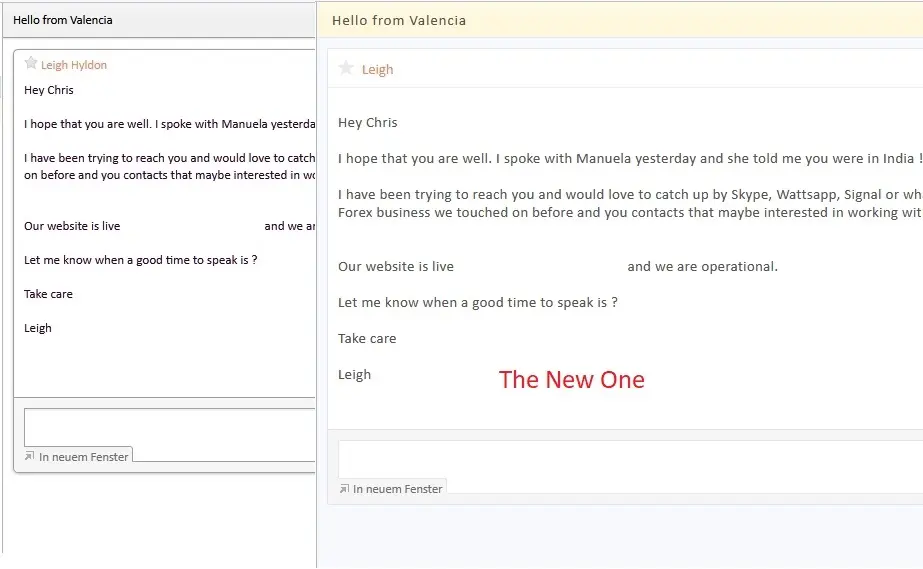 Hello from Valencia
Leigh Hyldon
Hey Chris
I hope that you are well. I spoke with Manuela yesterda
I have been trying to reach you and would love to catch
on before and you contacts that maybe interested in wo
Our website is live and we ar
Let me know when a good time to speak is ?
Take care
Leigh
In neuem Fenster
Hello from Valencia
Leigh
Hey Chris
I hope that you are well. I spoke with Manuela yesterday and she told me you were in India !
I have been trying to reach you and would love to catch up by Skype, Wattsapp, Signal or wh
Forex business we touched on before and you contacts that maybe interested in working wit
Our website is live and we are operational.
Let me know when a good time to speak is ?
Take care
Leigh
The New One
In neuem Fenster